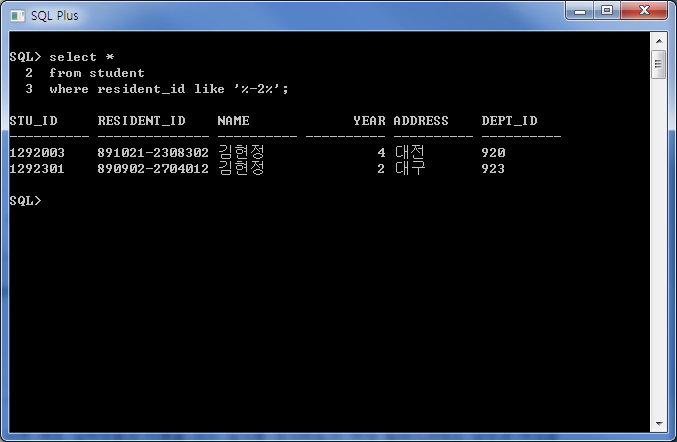 SQL Plus
SQL> select *
2 from student
3 where resident_id like '%-2%';
STU_ID RESIDENT_ID NAME YEAR ADDRESS DEPT_ID
---------- -------------- ---------- ---------- ---------- ----------
1292003 891021-2308302 김현정 4 대전 920
1292301 890902-2704012 김현정 2 대구 923
SQL>